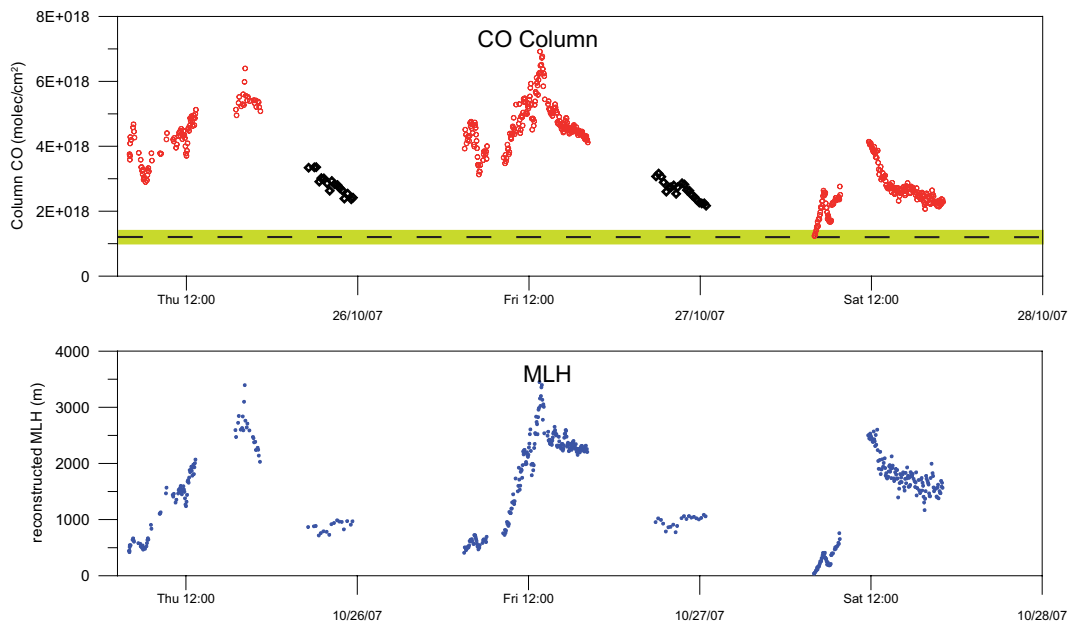 CO Column
Column CO (molec/cm²)
8E+018
6E+018
4E+018
2E+018
0
Thu 12:00
Fri 12:00
Sat 12:00
26/10/07
27/10/07
28/10/07
MLH
reconstructed MLH (m)
4000
3000
2000
1000
0
Thu 12:00
Fri 12:00
Sat 12:00
10/26/07
10/27/07
10/28/07